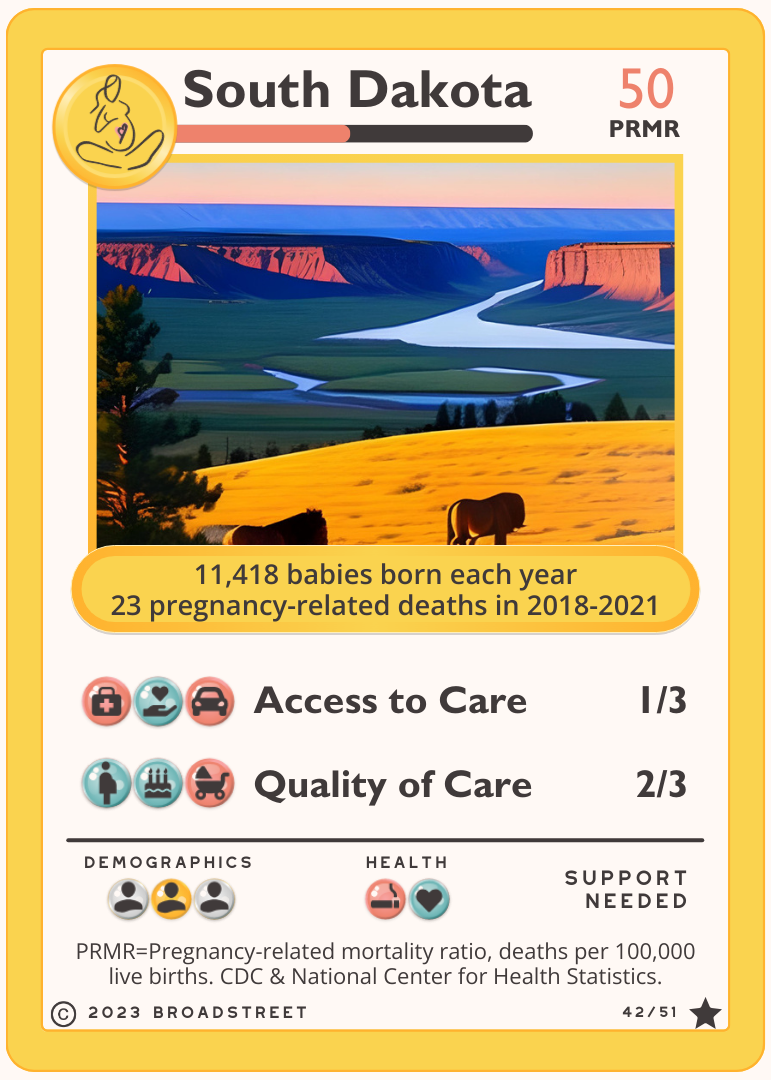 South Dakota
50
PRMR
11,418 babies born each year
23 pregnancy-related deaths in 2018-2021
Access to Care 1/3
Quality of Care 2/3
DEMOGRAPHICS
HEALTH
SUPPORT
NEEDED
PRMR=Pregnancy-related mortality ratio, deaths per 100,000
live births. CDC & National Center for Health Statistics.
© 2023 BROADSTREET 42/51